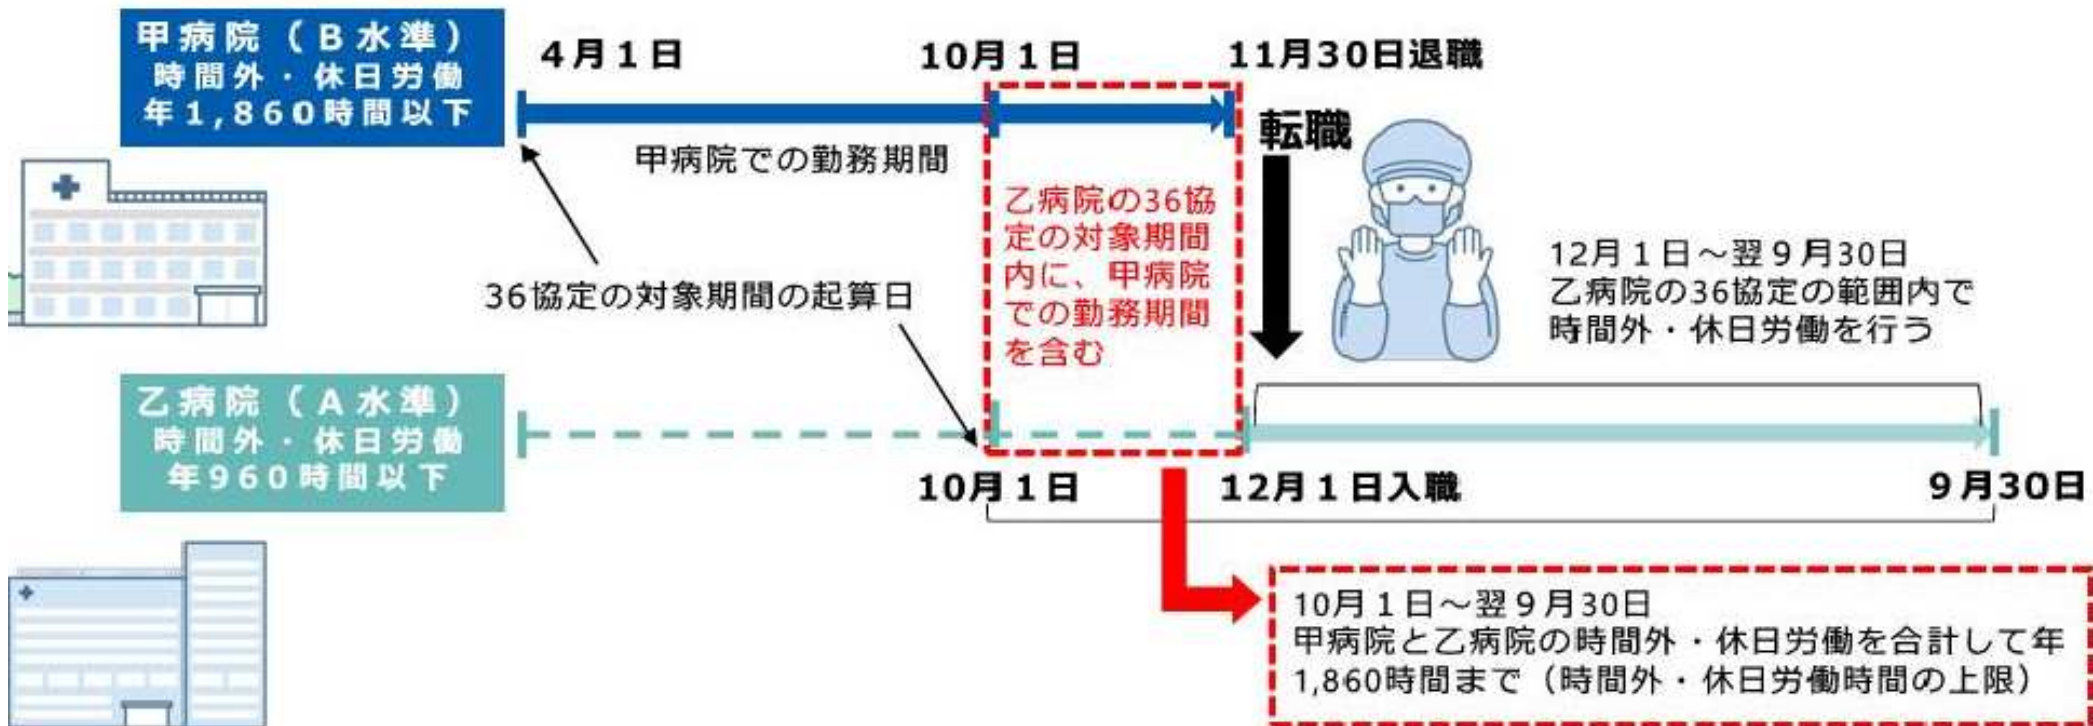 甲病院（B水準）
時間外・休日労働
年1,860時間以下
4月1日
10月1日
11月30日退職
転職
甲病院での勤務期間
36協定の対象期間の起算日
乙病院の36協
定の対象期間
内に、甲病院
での勤務期間
を含む
12月1日～翌9月30日
乙病院の36協定の範囲内で
時間外・休日労働を行う
乙病院（A水準）
時間外・休日労働
年960時間以下
10月1日
12月1日入職
9月30日
10月1日～翌9月30日
甲病院と乙病院の時間外・休日労働を合計して年
1,860時間まで（時間外・休日労働時間の上限）